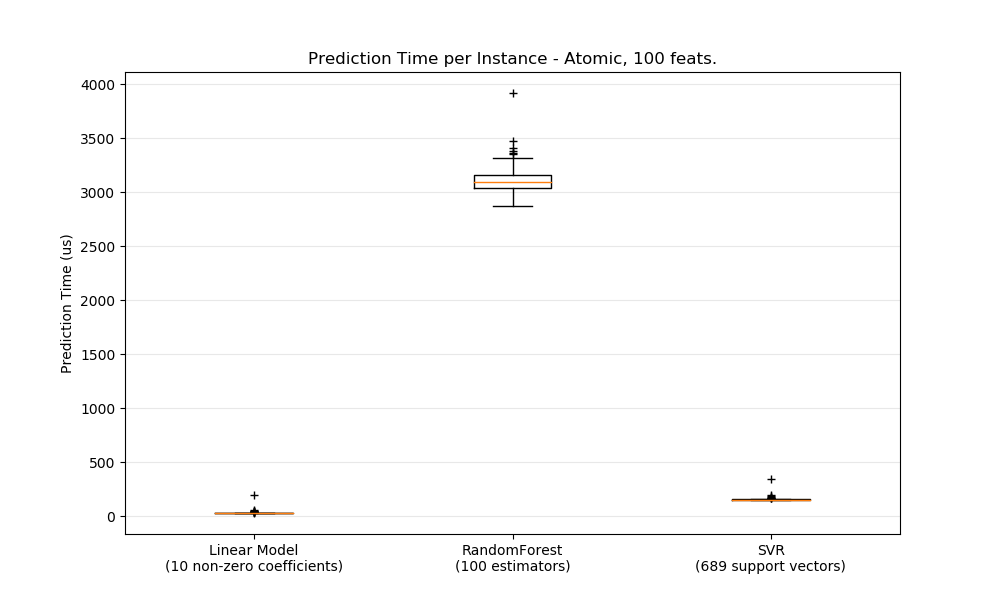 Prediction Time per Instance - Atomic, 100 feats.
Prediction Time (us)
4000
3500
3000
2500
2000
1500
1000
500
0
Linear Model
(10 non-zero coefficients)
RandomForest
(100 estimators)
SVR
(689 support vectors)